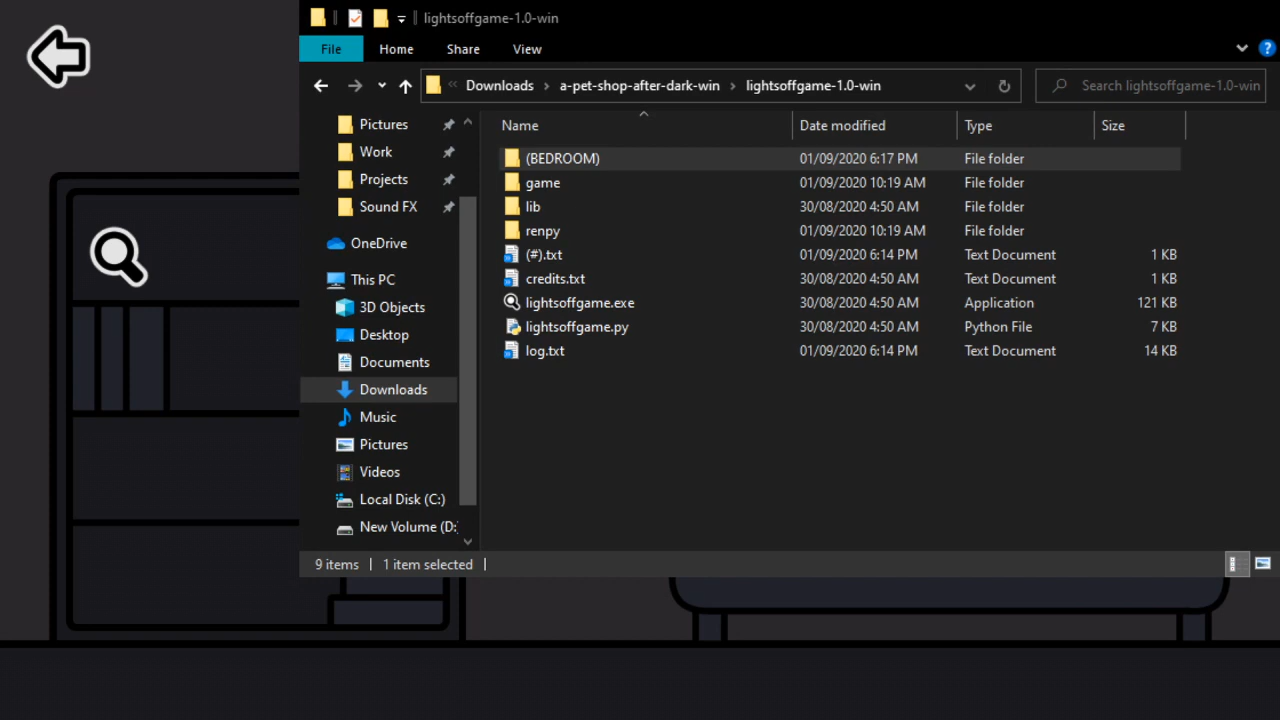 lightsoffgame-1.0-win
File Home Share View
Downloads a-pet-shop-after-dark-win lightsoffgame-1.0-win Search lightsoffgame-1.0-win
Name Date modified Type Size
Pictures
Work
Projects
Sound FX
OneDrive
This PC
3D Objects
Desktop
Documents
Downloads
Music
Pictures
Videos
Local Disk (C:)
New Volume (D:
(BEDROOM) 01/09/2020 6:17 PM File folder
game 01/09/2020 10:19 AM File folder
lib 30/08/2020 4:50 AM File folder
renpy 01/09/2020 10:19 AM File folder
(#).txt 01/09/2020 6:14 PM Text Document 1 KB
credits.txt 30/08/2020 4:50 AM Text Document 1 KB
lightsoffgame.exe 30/08/2020 4:50 AM Application 121 KB
lightsoffgame.py 30/08/2020 4:50 AM Python File 7 KB
log.txt 01/09/2020 6:14 PM Text Document 14 KB
9 items 1 item selected